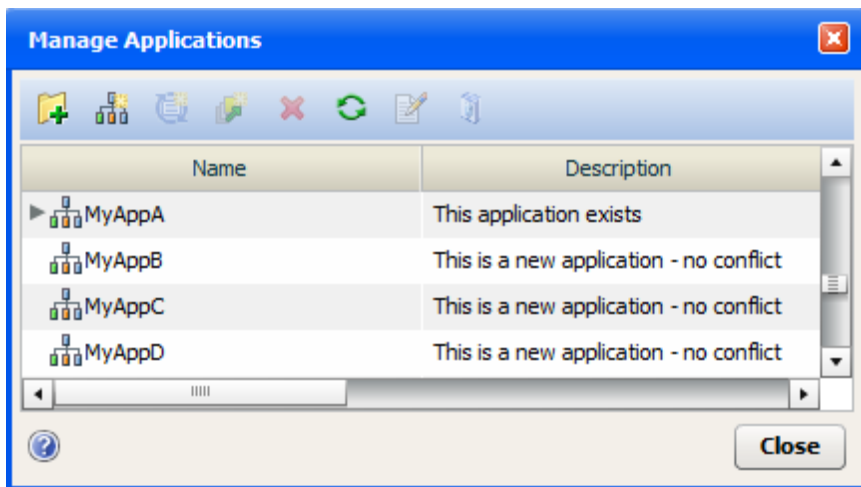 Manage Applications
Name Description
MyAppA This application exists
MyAppB This is a new application - no conflict
MyAppC This is a new application - no conflict
MyAppD This is a new application - no conflict
Close